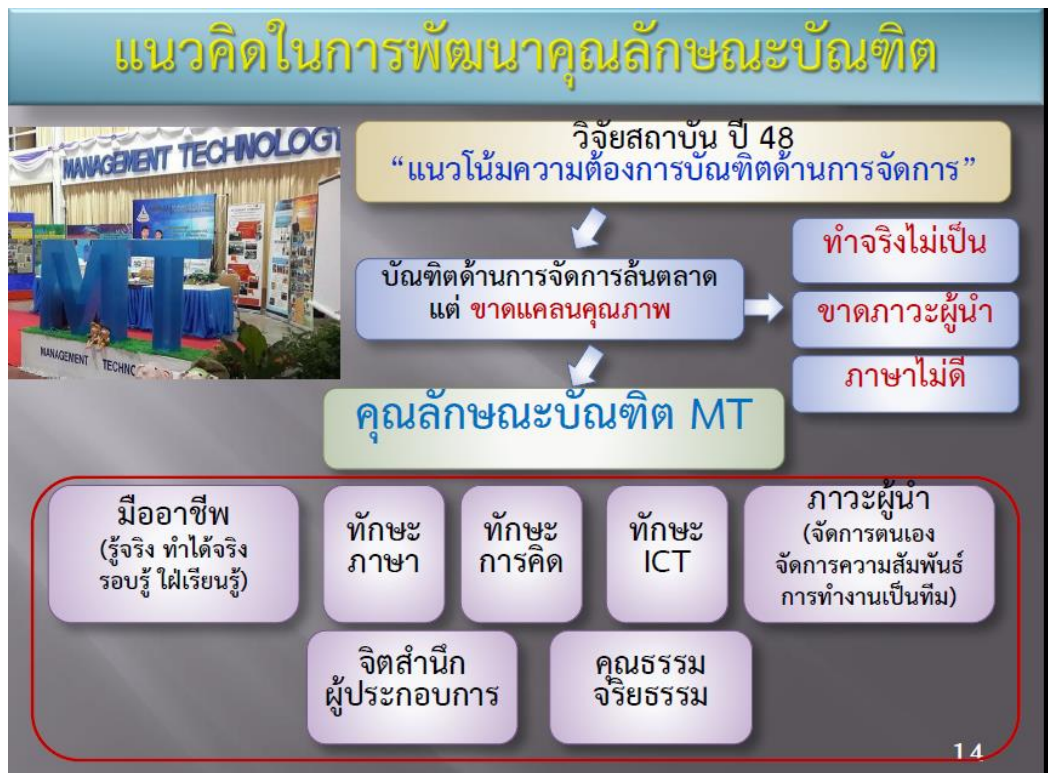 แนวคิดในการพัฒนาคุณลักษณะบัณฑิต
MANAGEMENT TECHNOLOGY
MT
MANAGEMENT TECHNO
วิจัยสถาบัน ปี 48
“แนวโน้มความต้องการบัณฑิตด้านการจัดการ”
บัณฑิตด้านการจัดการล้นตลาด
แต่ ขาดแคลนคุณภาพ
ทำจริงไม่เป็น
ขาดภาวะผู้นำ
ภาษาไม่ดี
คุณลักษณะบัณฑิต MT
มืออาชีพ
(รู้จริง ทำได้จริง
รอบรู้ ใฝ่เรียนรู้)
ทักษะ
ภาษา
ทักษะ
การคิด
ทักษะ
ICT
ภาวะผู้นำ
(จัดการตนเอง
จัดการความสัมพันธ์
การทำงานเป็นทีม)
จิตสำนึก
ผู้ประกอบการ
คุณธรรม
จริยธรรม
14